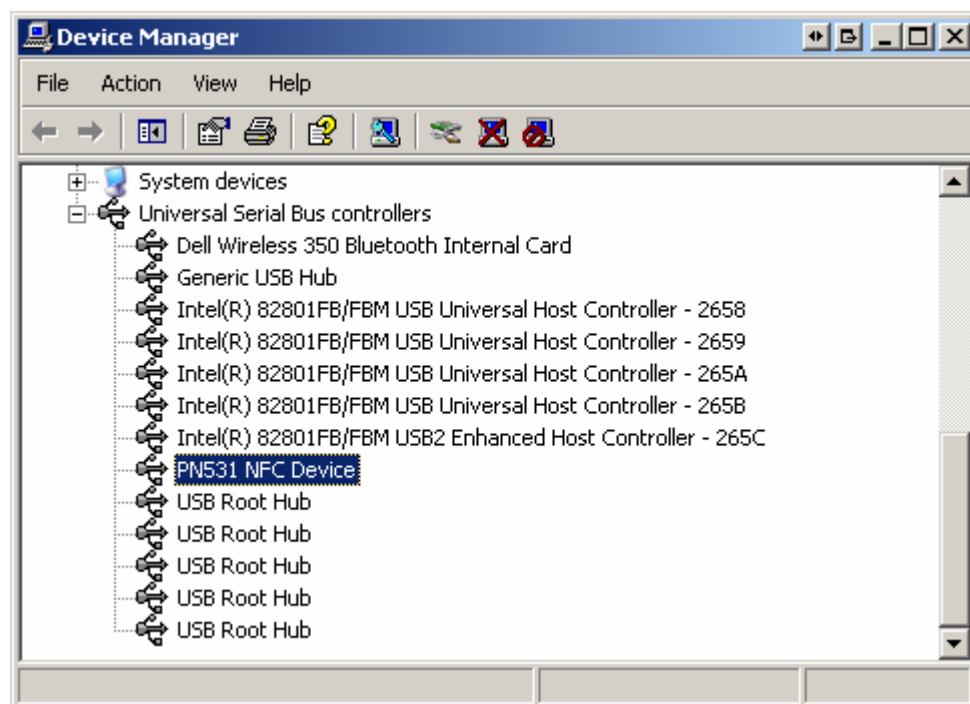 Device Manager
File Action View Help
System devices
Universal Serial Bus controllers
Dell Wireless 350 Bluetooth Internal Card
Generic USB Hub
Intel(R) 82801FB/FBM USB Universal Host Controller - 2658
Intel(R) 82801FB/FBM USB Universal Host Controller - 2659
Intel(R) 82801FB/FBM USB Universal Host Controller - 265A
Intel(R) 82801FB/FBM USB Universal Host Controller - 265B
Intel(R) 82801FB/FBM USB2 Enhanced Host Controller - 265C
PN531 NFC Device
USB Root Hub
USB Root Hub
USB Root Hub
USB Root Hub
USB Root Hub